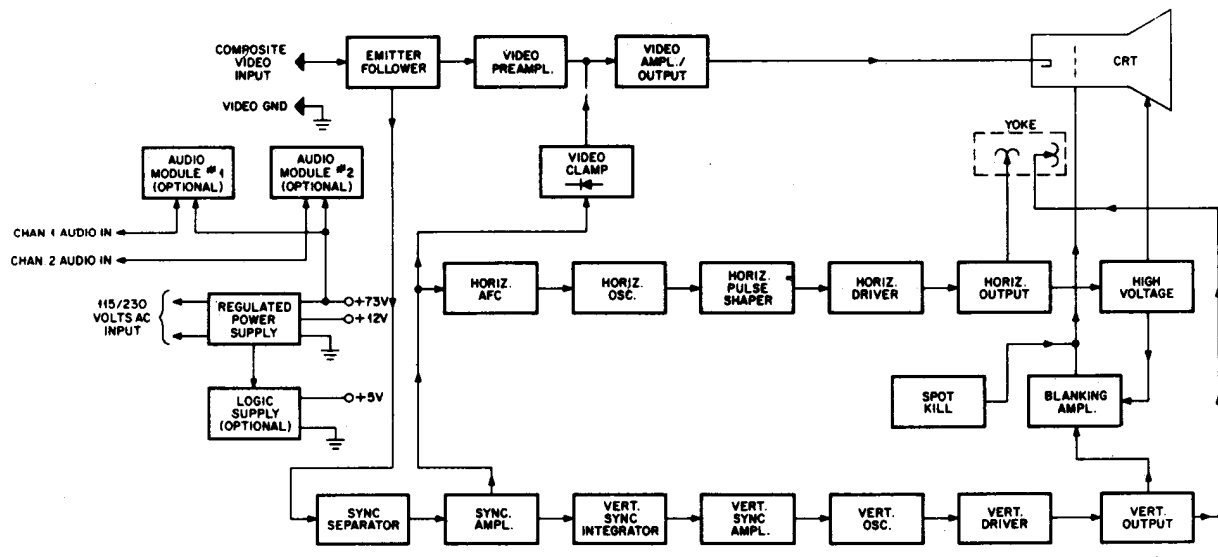 COMPOSITE
VIDEO
INPUT
EMITTER
FOLLOWER
VIDEO
PREAMPL.
VIDEO
AMPL./
OUTPUT
CRT
VIDEO GND
YOKE
AUDIO
MODULE #1
(OPTIONAL)
AUDIO
MODULE #2
(OPTIONAL)
VIDEO
CLAMP
CHAN 1 AUDIO IN
CHAN. 2 AUDIO IN
HORIZ.
AFC
HORIZ.
OSC.
HORIZ.
PULSE
SHAPER
HORIZ.
DRIVER
HORIZ.
OUTPUT
HIGH
VOLTAGE
115/230
VOLTS AC
INPUT
REGULATED
POWER
SUPPLY
+73V
+12V
LOGIC
SUPPLY
(OPTIONAL)
+5V
SPOT
KILL
BLANKING
AMPL.
SYNC
SEPARATOR
SYNC.
AMPL.
VERT.
SYNC
INTEGRATOR
VERT.
SYNC
AMPL.
VERT.
OSC.
VERT.
DRIVER
VERT.
OUTPUT